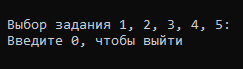 Выбор задания 1, 2, 3, 4, 5:
Введите 0, чтобы выйти